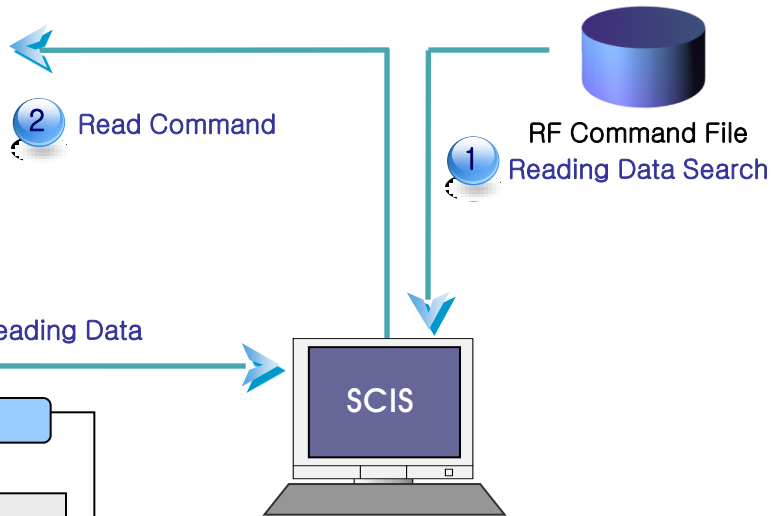 2 Read Command
RF Command File
1 Reading Data Search
eading Data
SCIS